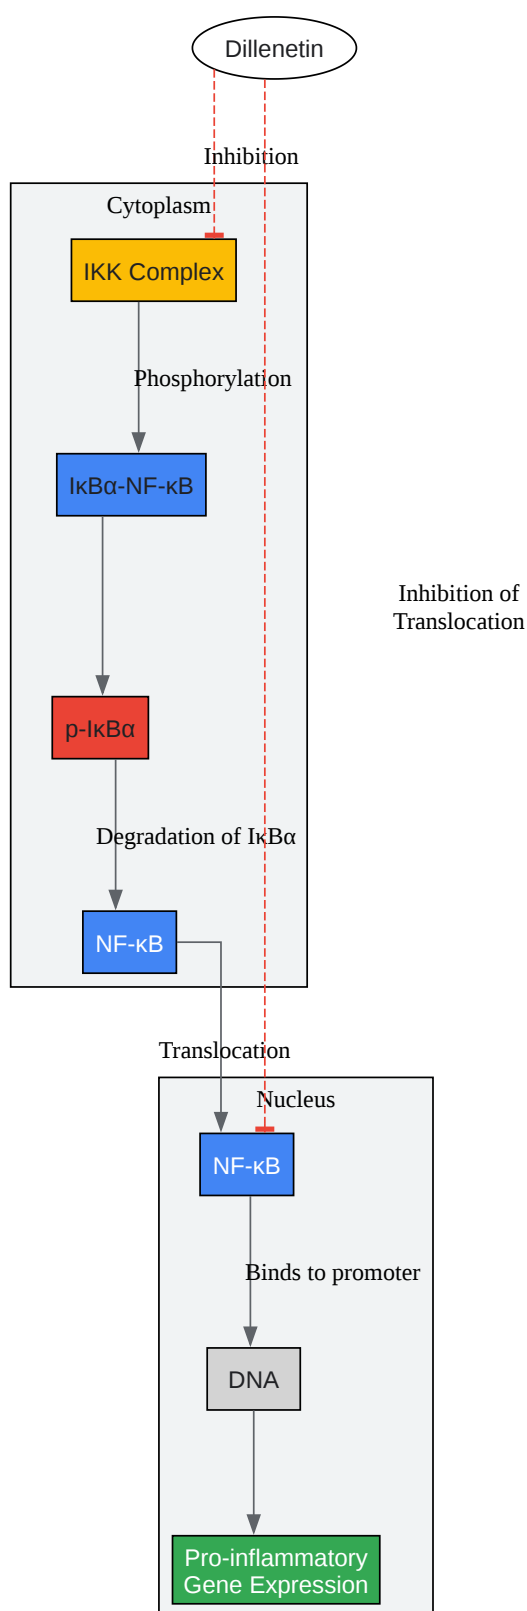 Dillenetin
Inhibition
Cytoplasm
IKK Complex
Phosphorylation
IκBα-NF-κB
Inhibition of
Translocation
p-IκBα
Degradation of IκBα
NF-κB
Translocation
Nucleus
NF-κB
Binds to promoter
DNA
Pro-inflammatory
Gene Expression